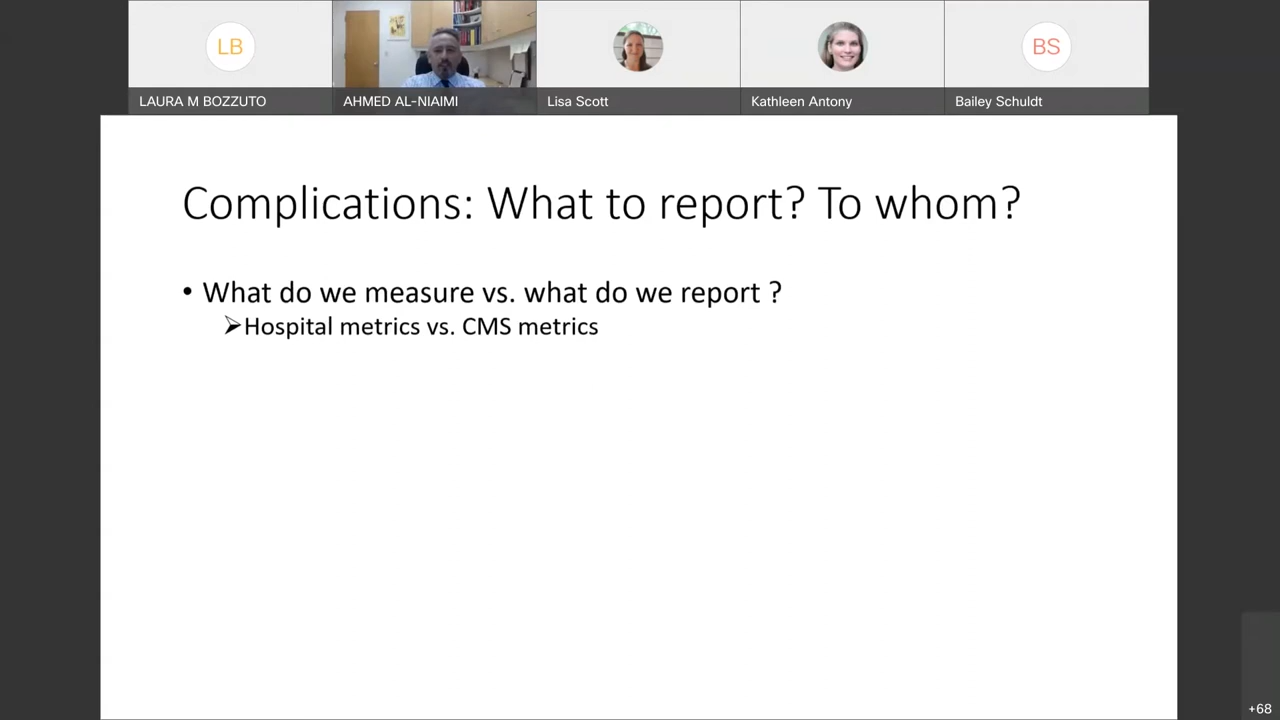 LB
BS
LAURA M BOZZUTO
AHMED AL-NIAIMI
Lisa Scott
Kathleen Antony
Bailey Schuldt
Complications: What to report? To whom?
• What do we measure vs. what do we report ?
➢Hospital metrics vs. CMS metrics
+68